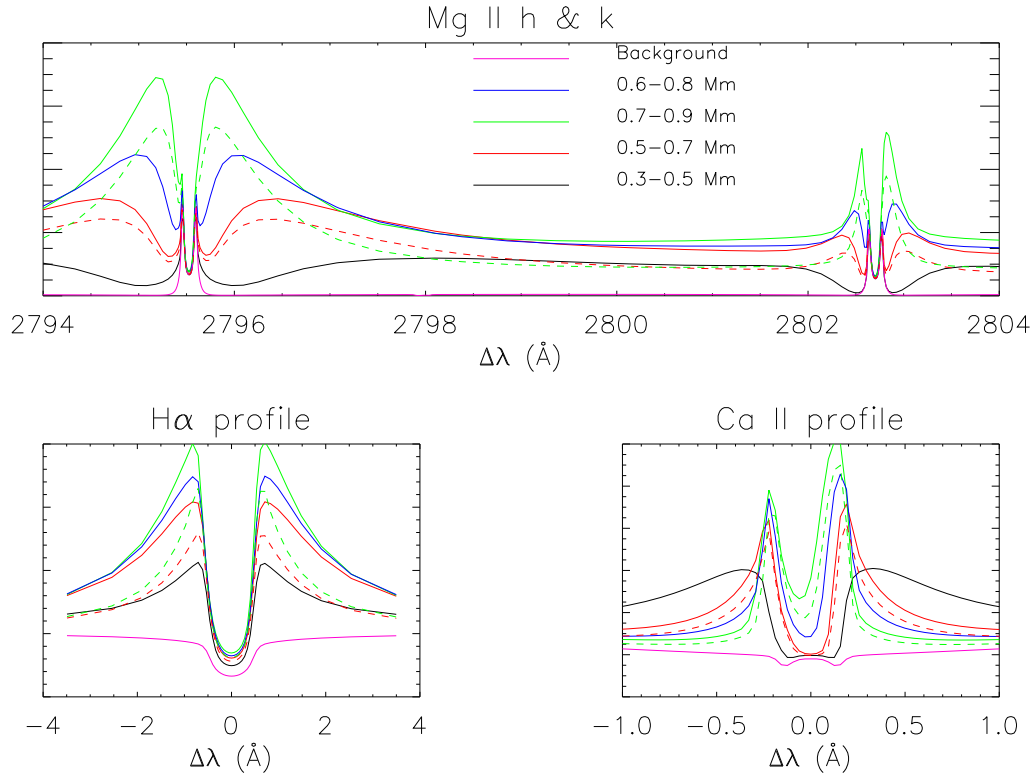 Mg II h & k
Background
0.6−0.8 Mm
0.7−0.9 Mm
0.5−0.7 Mm
0.3−0.5 Mm
2794 2796 2798 2800 2802 2804
Δλ (Å)
Hα profile
−4 −2 0 2 4
Δλ (Å)
Ca II profile
−1.0 −0.5 0.0 0.5 1.0
Δλ (Å)